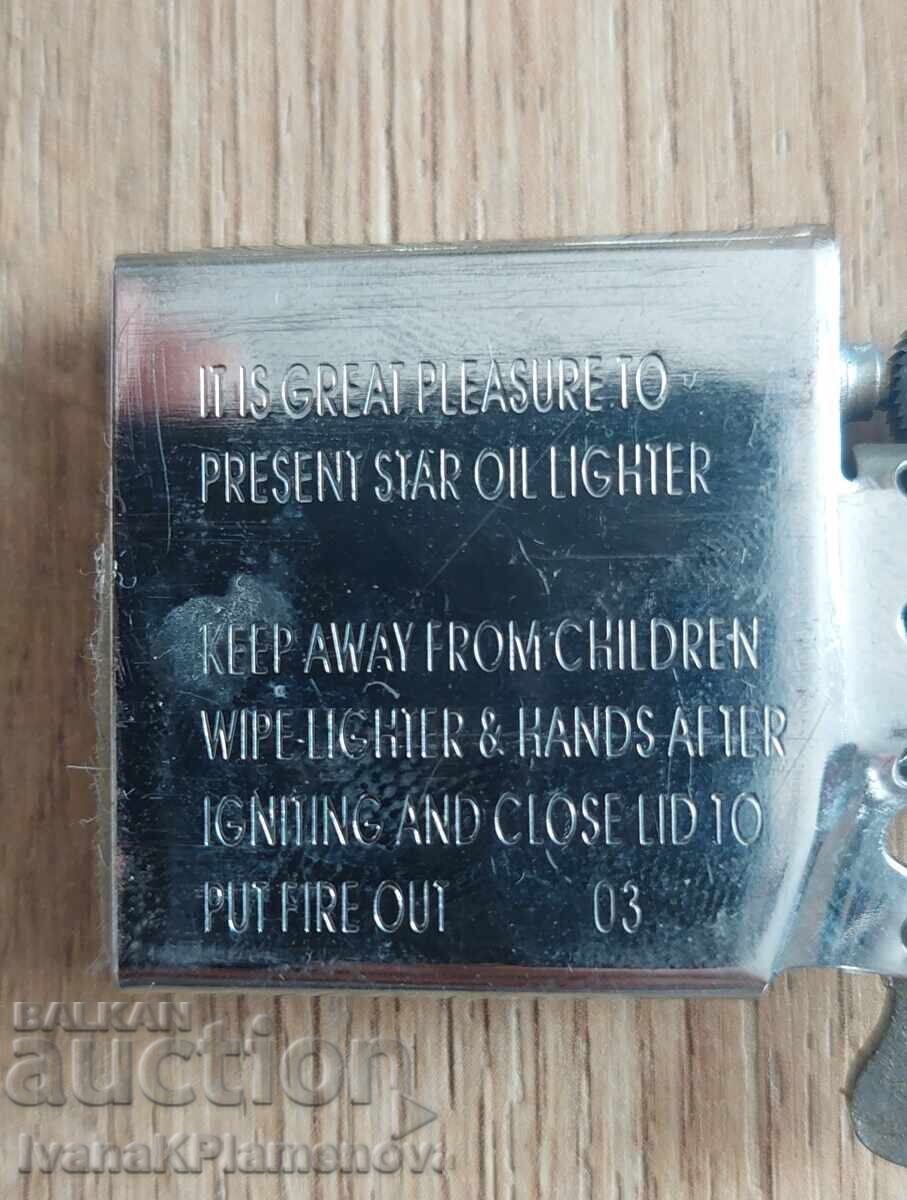 IT IS GREAT PLEASURE TO
PRESENT STAR OIL LIGHTER
KEEP AWAY FROM CHILDREN
WIPE LIGHTER & HANDS AFTER
IGNITING AND CLOSE LID TO
PUT FIRE OUT 03
BALKAN
auction
IvanaKPlamenov.